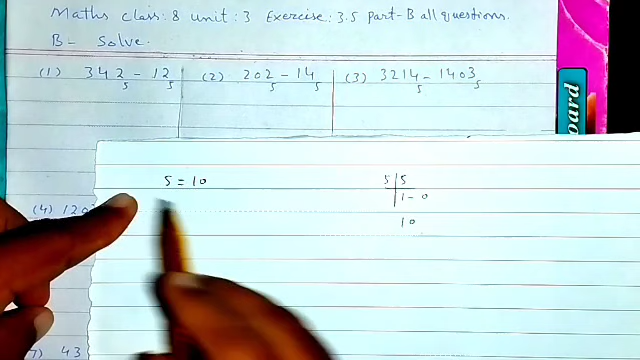 Maths class: 8 unit: 3 Exercise: 3.5 part-B all questions.
B- Solve.
(1) 342₅ - 12₅ (2) 202₅ - 14₅ (3) 3214₅ - 1403₅
5 = 10
5 | 5
1 - 0
10
(4) 120
7) 43
oard